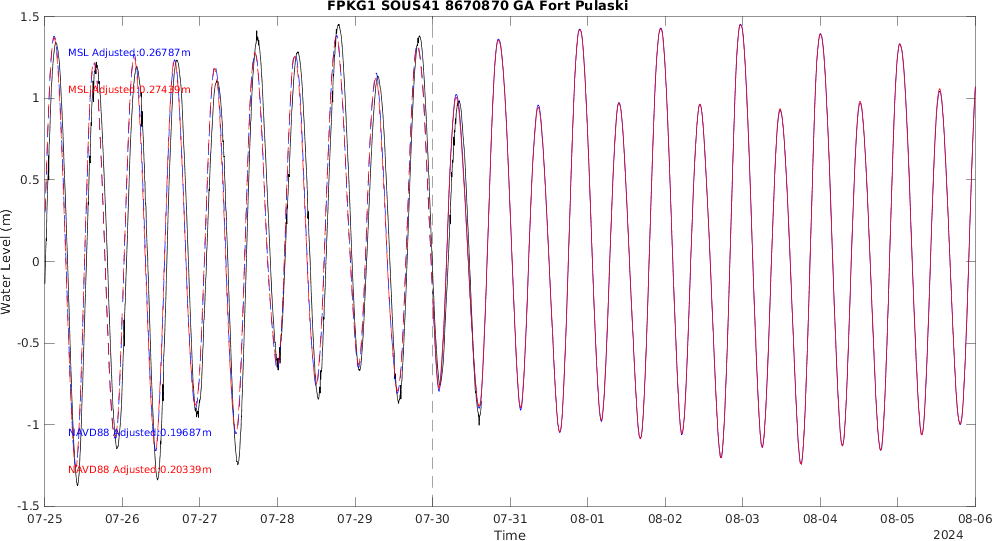 FPKG1 SOUS41 8670870 GA Fort Pulaski
1.5
1
0.5
0
-0.5
-1
-1.5
Water Level (m)
MSL Adjusted:0.26787m
MSL Adjusted:0.27439m
NAVD88 Adjusted:0.19687m
NAVD88 Adjusted:0.20339m
07-25 07-26 07-27 07-28 07-29 07-30 07-31 08-01 08-02 08-03 08-04 08-05 08-06
Time
2024